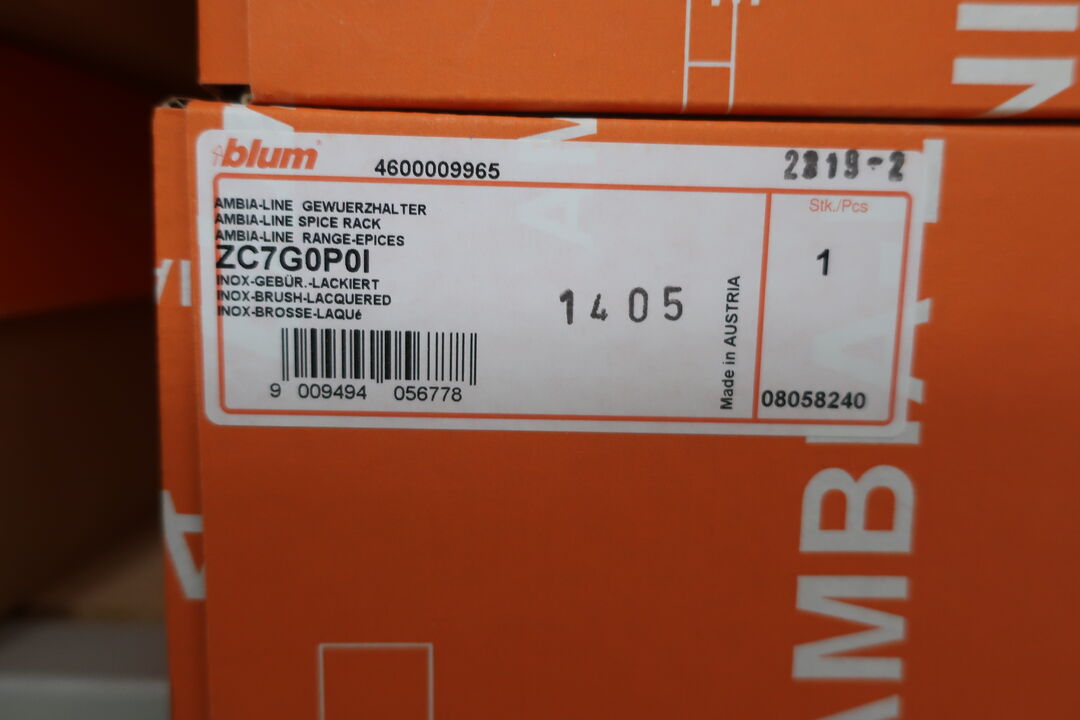 blum
4600009965
2819-2
AMBIA-LINE GEWUERZHALTER
AMBIA-LINE SPICE RACK
AMBIA-LINE RANGE-EPICES
ZC7G0P0I
INOX-GEBÜR.-LACKIERT
INOX-BRUSH-LACQUERED
INOX-BROSSE-LAQUé
1405
Made in AUSTRIA
Stk./Pcs
1
08058240
9 009494 056778
AMBIA-L